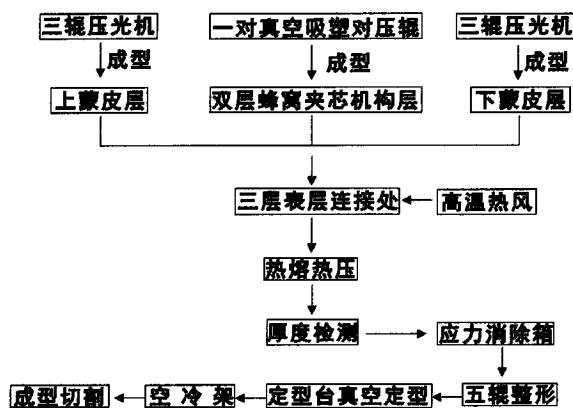 三辊压光机 一对真空吸塑对压辊 三辊压光机
成型 成型 成型
上蒙皮层 双层蜂窝夹芯机构层 下蒙皮层
三层表层连接处 高温热风
热熔热压
厚度检测 应力消除箱
成型切割 空冷架 定型台真空定型 五辊整形